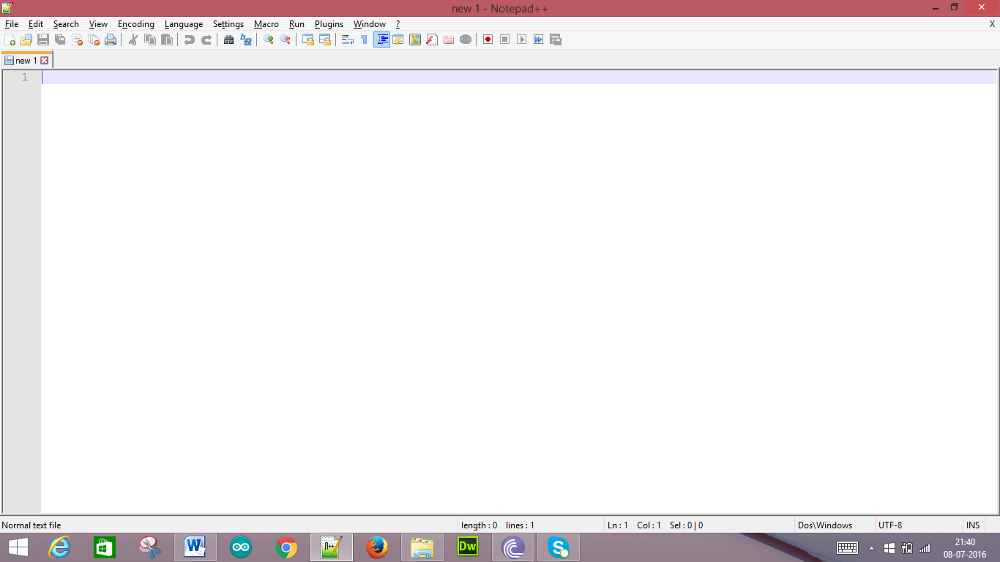 new 1 - Notepad++
File Edit Search View Encoding Language Settings Macro Run Plugins Window ? X
new 1
1
Normal text file length : 0 lines : 1 Ln : 1 Col : 1 Sel : 0 | 0 Dos\Windows UTF-8 INS
W N++ Dw S 21:40
08-07-2016